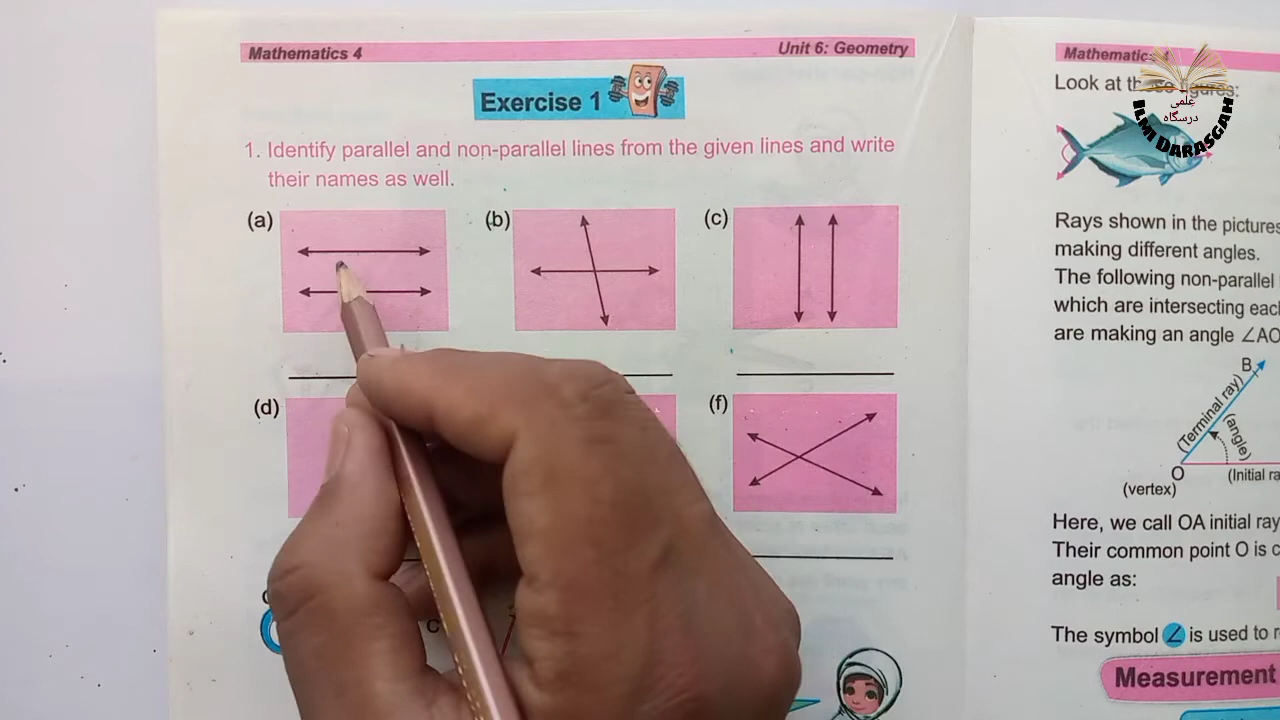 Mathematics 4
Unit 6: Geometry
Exercise 1
1. Identify parallel and non-parallel lines from the given lines and write
their names as well.
(a)
(b)
(c)
(d)
(f)
C
Mathematics 4
Look at these figures:
علمی
درسگاه
ILMI DARASGAH
Rays shown in the pictures
making different angles.
The following non-parallel
which are intersecting each
are making an angle ∠AO
B
(Terminal ray)
(angle)
O
(vertex)
(Initial ra
Here, we call OA initial ray
Their common point O is c
angle as:
The symbol ∠ is used to r
Measurement